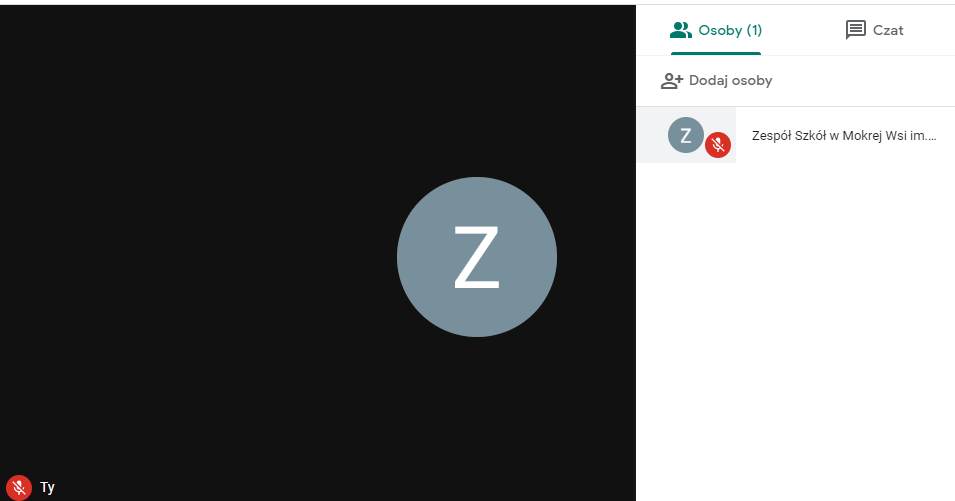 Osoby (1)
Czat
Dodaj osoby
Z
Zespół Szkół w Mokrej Wsi im....
Z
Ty